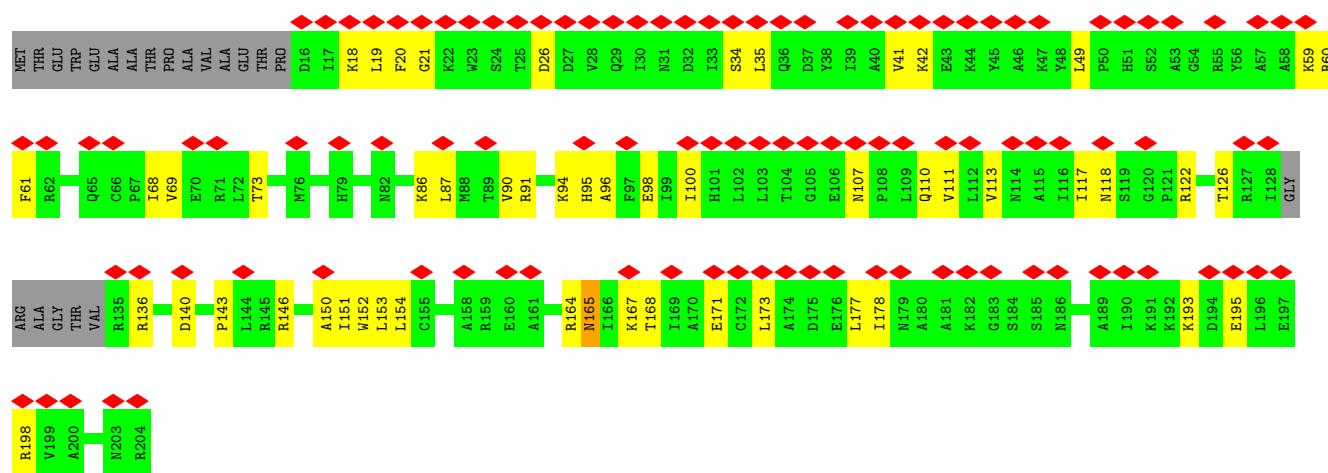 MET THR GLU TRP GLU ALA ALA THR PRO ALA VAL ALA GLU THR PRO D16 I17 K18 L19 F20 G21 K22 W23 S24 T25 D26 D27 V28 Q29 I30 N31 D32 I33 S34 L35 Q36 D37 Y38 I39 A40 V41 K42 E43 K44 Y45 A46 K47 Y48 L49 P50 H51 S52 A53 G54 R55 Y56 A57 A58 K59 R60
F61 R62 Q65 C66 P67 I68 V69 E70 R71 L72 T73 M76 H79 N82 K86 L87 M88 T89 V90 R91 K94 H95 A96 F97 E98 I99 I100 H101 L102 L103 T104 G105 E106 N107 P108 L109 Q110 V111 L112 V113 N114 A115 I116 I117 N118 S119 G120 P121 R122 T126 R127 I128 GLY
ARG ALA GLY THR VAL R135 R136 D140 P143 L144 R145 R146 A150 I151 W152 L153 L154 C155 A158 R159 E160 A161 R164 N165 I166 K167 T168 I169 A170 E171 C172 L173 A174 D175 E176 L177 I178 N179 A180 A181 K182 G183 S184 S185 N186 A189 I190 K191 K192 K193 D194 E195 L196 E197
R198 V199 A200 N203 R204